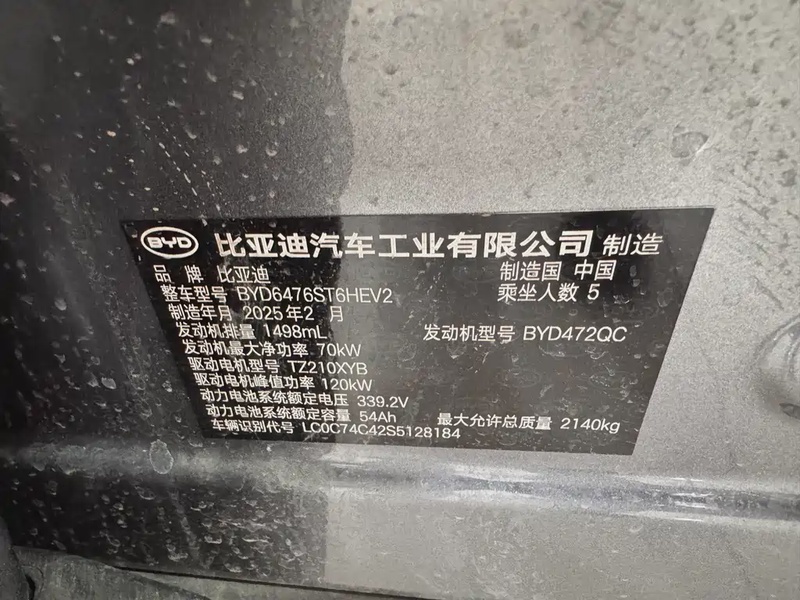 BYD 比亚迪汽车工业有限公司 制造
品 牌 比亚迪 制造国 中国
整车型号 BYD6476ST6HEV2 乘坐人数 5
制造年月 2025年2 月
发动机排量 1498mL 发动机型号 BYD472QC
发动机最大净功率 70kW
驱动电机型号 TZ210XYB
驱动电机峰值功率 120kW
动力电池系统额定电压 339.2V
动力电池系统额定容量 54Ah 最大允许总质量 2140kg
车辆识别代号 LC0C74C42S5128184